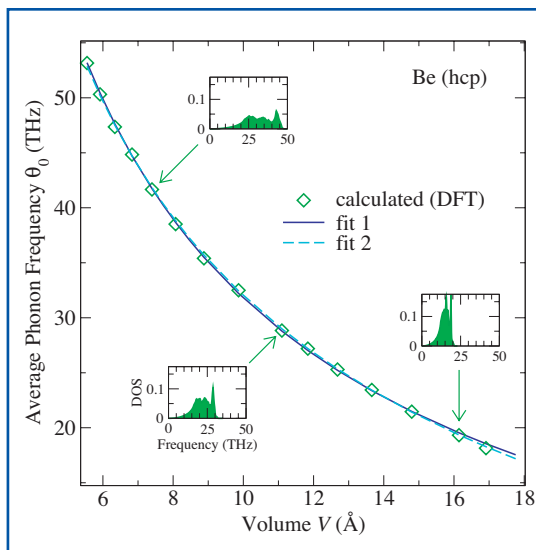 Be (hcp)
0.1
0
0 25 50
calculated (DFT)
fit 1
fit 2
0.1
0
0 25 50
DOS
0.1
0
0 25 50
Frequency (THz)
Average Phonon Frequency θ0 (THz)
50
40
30
20
6 8 10 12 14 16 18
Volume V (Å)